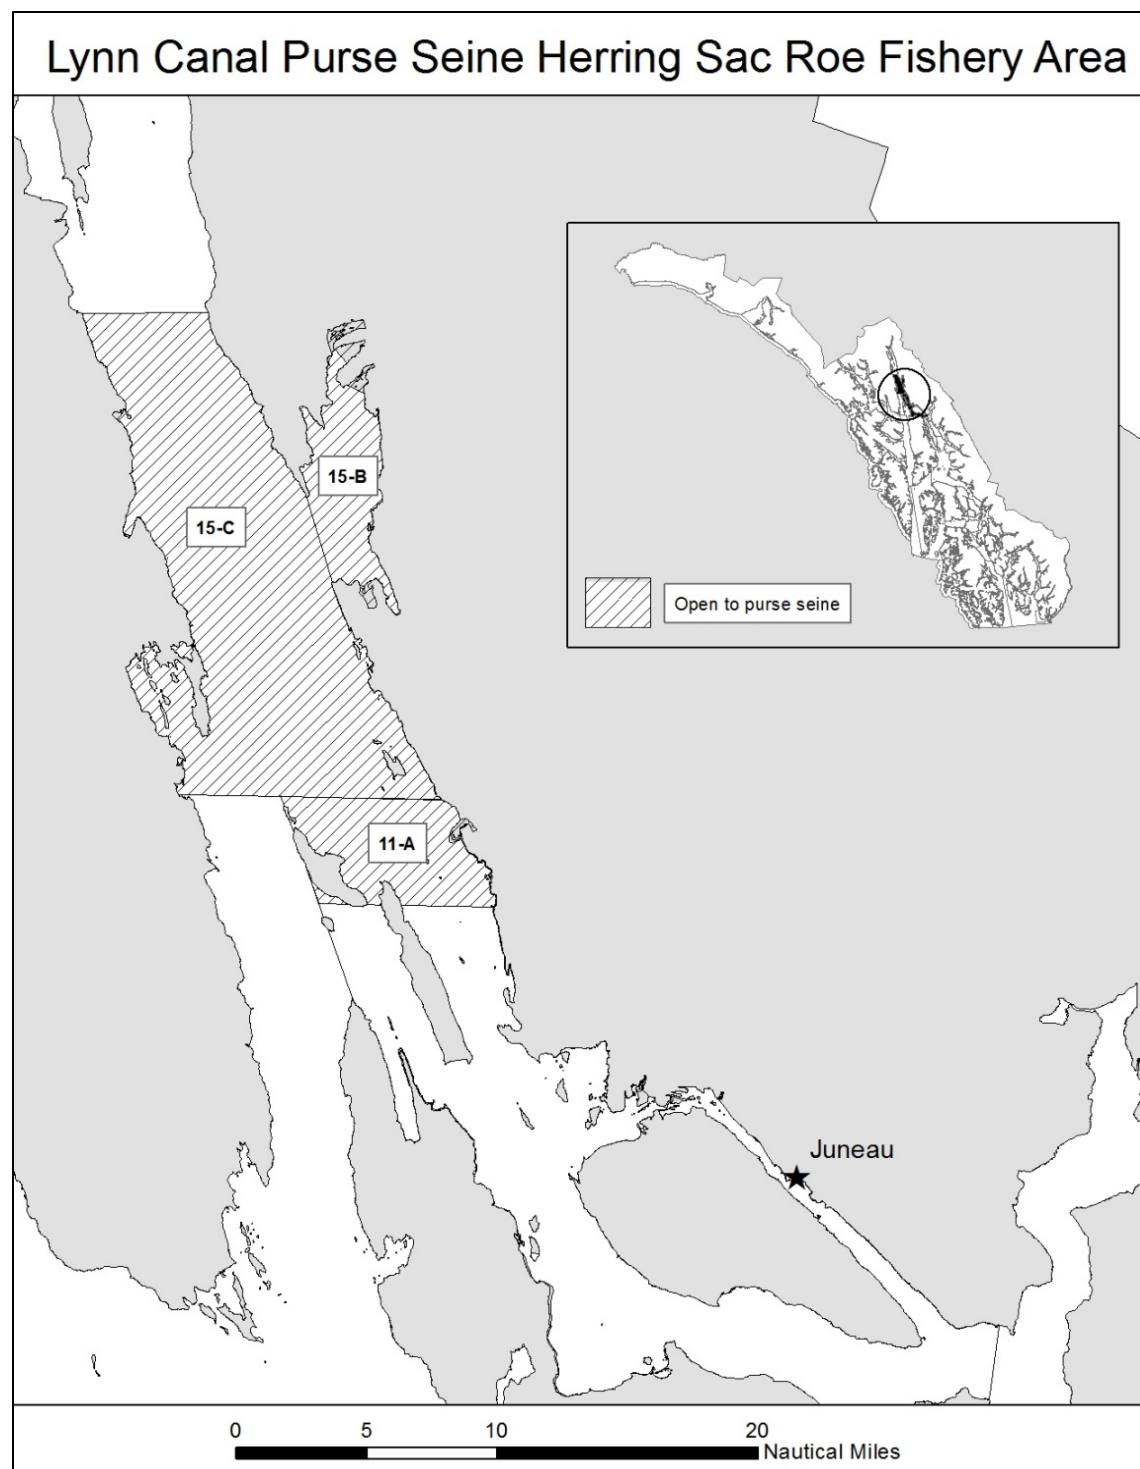 Lynn Canal Purse Seine Herring Sac Roe Fishery Area
15-B
15-C
Open to purse seine
11-A
Juneau
0 5 10 20
Nautical Miles